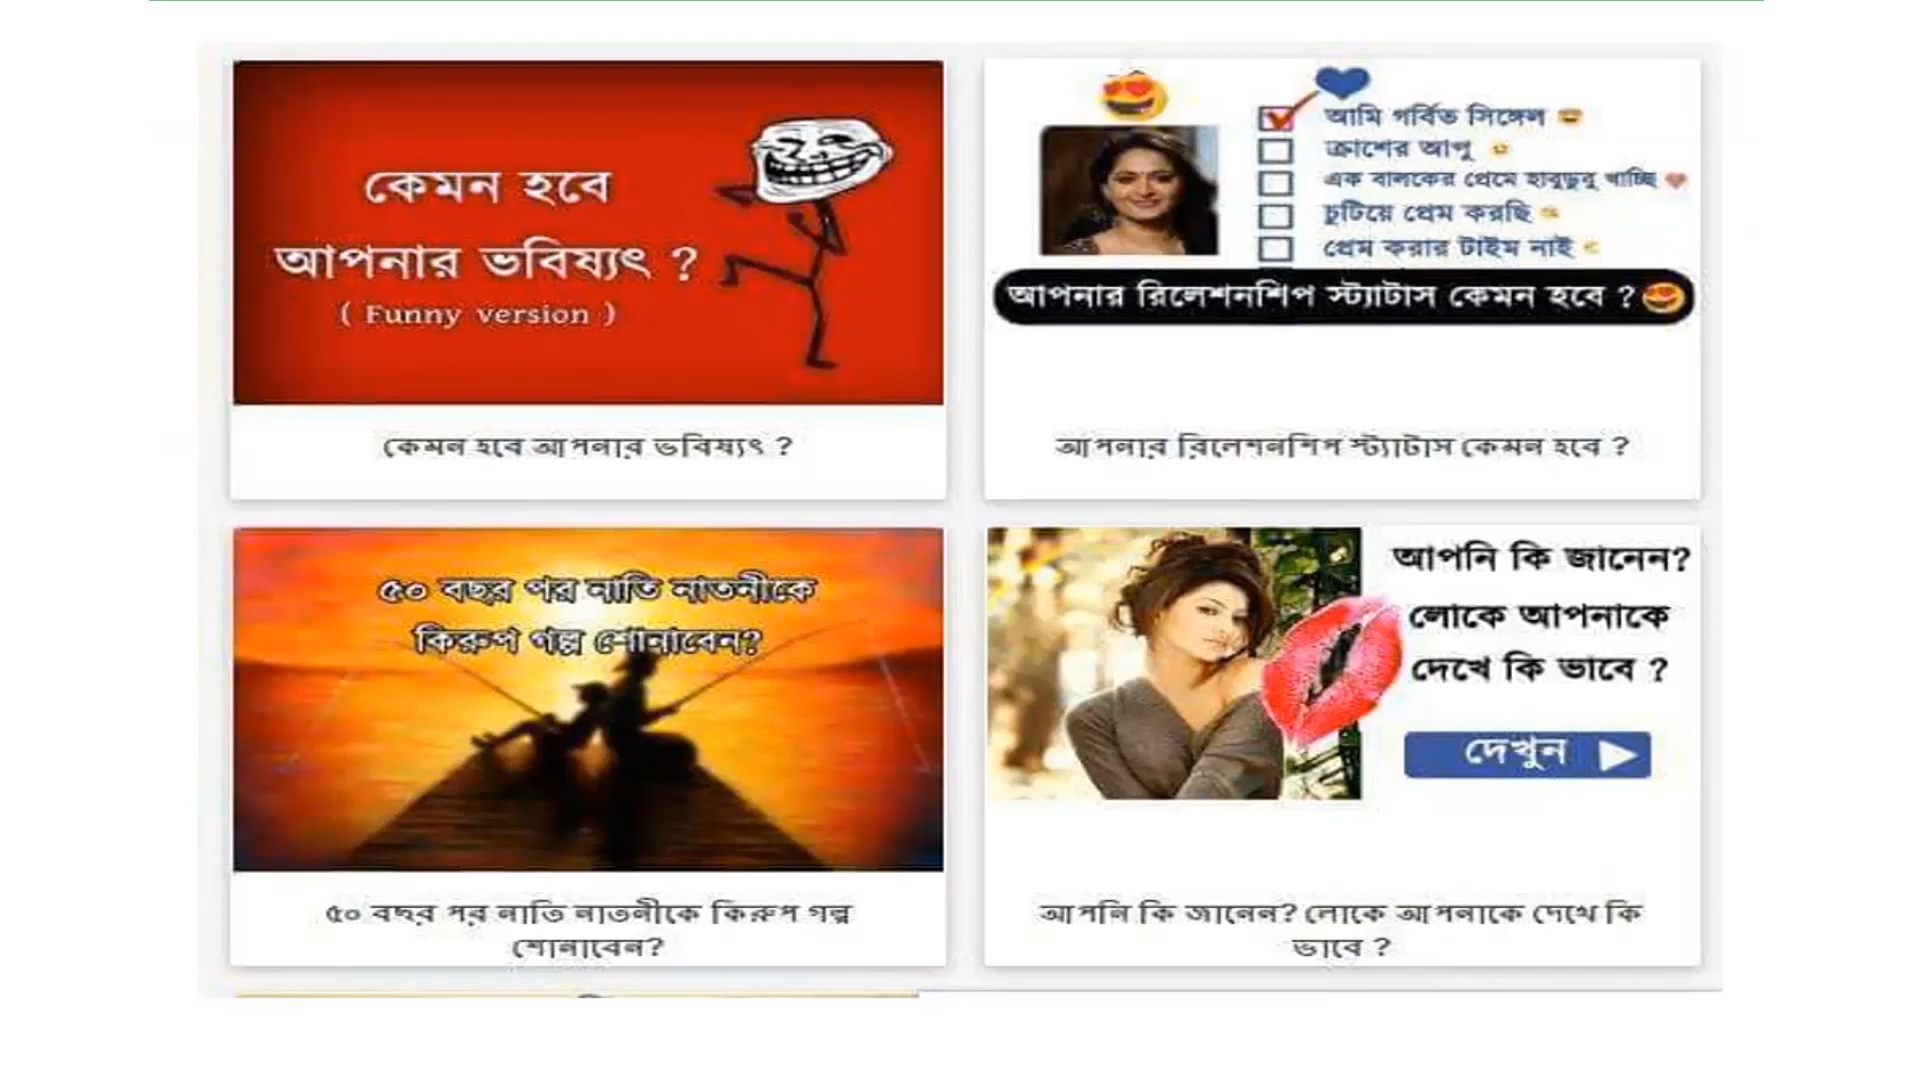 কেমন হবে
আপনার ভবিষ্যৎ ?
( Funny version )
কেমন হবে আপনার ভবিষ্যৎ ?
আমি গর্বিত সিঙ্গেল
ক্রাশের আপু
এক বালকের প্রেমে হাবুডুবু খাচ্ছি
চুটিয়ে প্রেম করছি
প্রেম করার টাইম নাই
আপনার রিলেশনশিপ স্ট্যাটাস কেমন হবে ?
আপনার রিলেশনশিপ স্ট্যাটাস কেমন হবে ?
৫০ বছর পর নাতি নাতনীকে
কিরুপ গল্প শোনাবেন?
৫০ বছর পর নাতি নাতনীকে কিরুপ গল্প
শোনাবেন?
আপনি কি জানেন?
লোকে আপনাকে
দেখে কি ভাবে ?
দেখুন
আপনি কি জানেন? লোকে আপনাকে দেখে কি
ভাবে ?